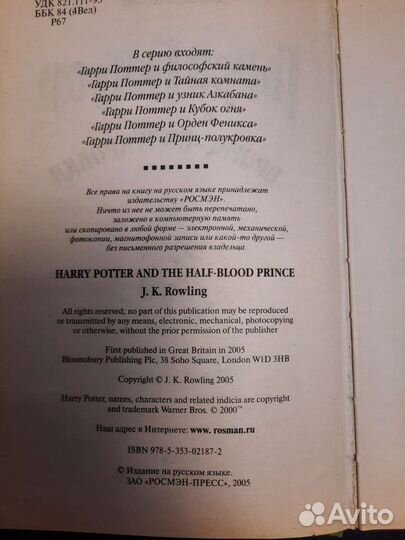 УДК 821.111-93
ББК 84 (4Вел)
Р67
В серию входят:
«Гарри Поттер и философский камень»
«Гарри Поттер и Тайная комната»
«Гарри Поттер и узник Азкабана»
«Гарри Поттер и Кубок огня»
«Гарри Поттер и Орден Феникса»
«Гарри Поттер и Принц-полукровка»
Все права на книгу на русском языке принадлежат
издательству «РОСМЭН».
Ничто из нее не может быть перепечатано,
заложено в компьютерную память
или скопировано в любой форме — электронной, механической,
фотокопии, магнитофонной записи или какой-то другой —
без письменного разрешения владельца.
HARRY POTTER AND THE HALF-BLOOD PRINCE
J. K. Rowling
All rights reserved; no part of this publication may be reproduced
or transmitted by any means, electronic, mechanical, photocopying
or otherwise, without the prior permission of the publisher
First published in Great Britain in 2005
Bloomsbury Publishing Plc, 38 Soho Square, London W1D 3HB
Copyright © J. K. Rowling 2005
Harry Potter, names, characters and related indicia are copyright
and trademark Warner Bros. © 2000™
Наш адрес в Интернете: www. rosman.ru
ISBN 978-5-353-02187-2
© Издание на русском языке.
ЗАО «РОСМЭН-ПРЕСС», 2005
Avito